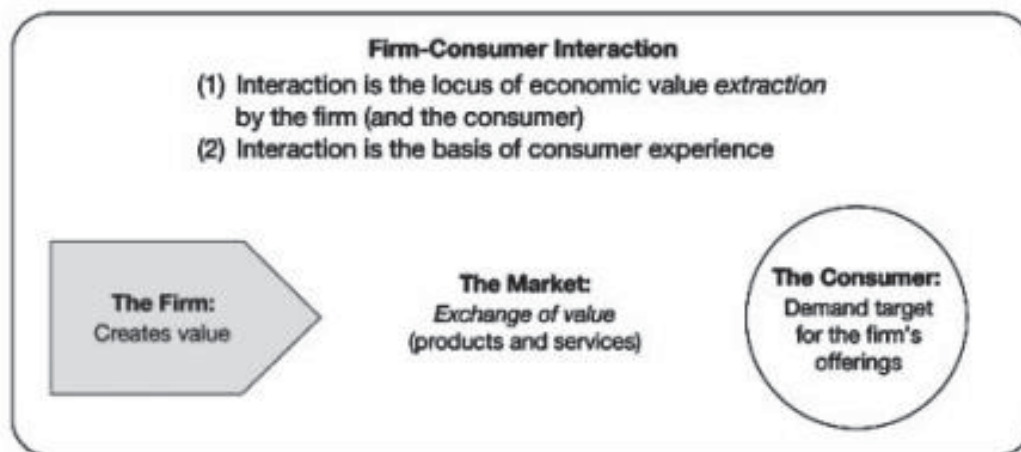 Firm-Consumer Interaction
(1) Interaction is the locus of economic value extraction
by the firm (and the consumer)
(2) Interaction is the basis of consumer experience
The Firm:
Creates value
The Market:
Exchange of value
(products and services)
The Consumer:
Demand target
for the firm's
offerings